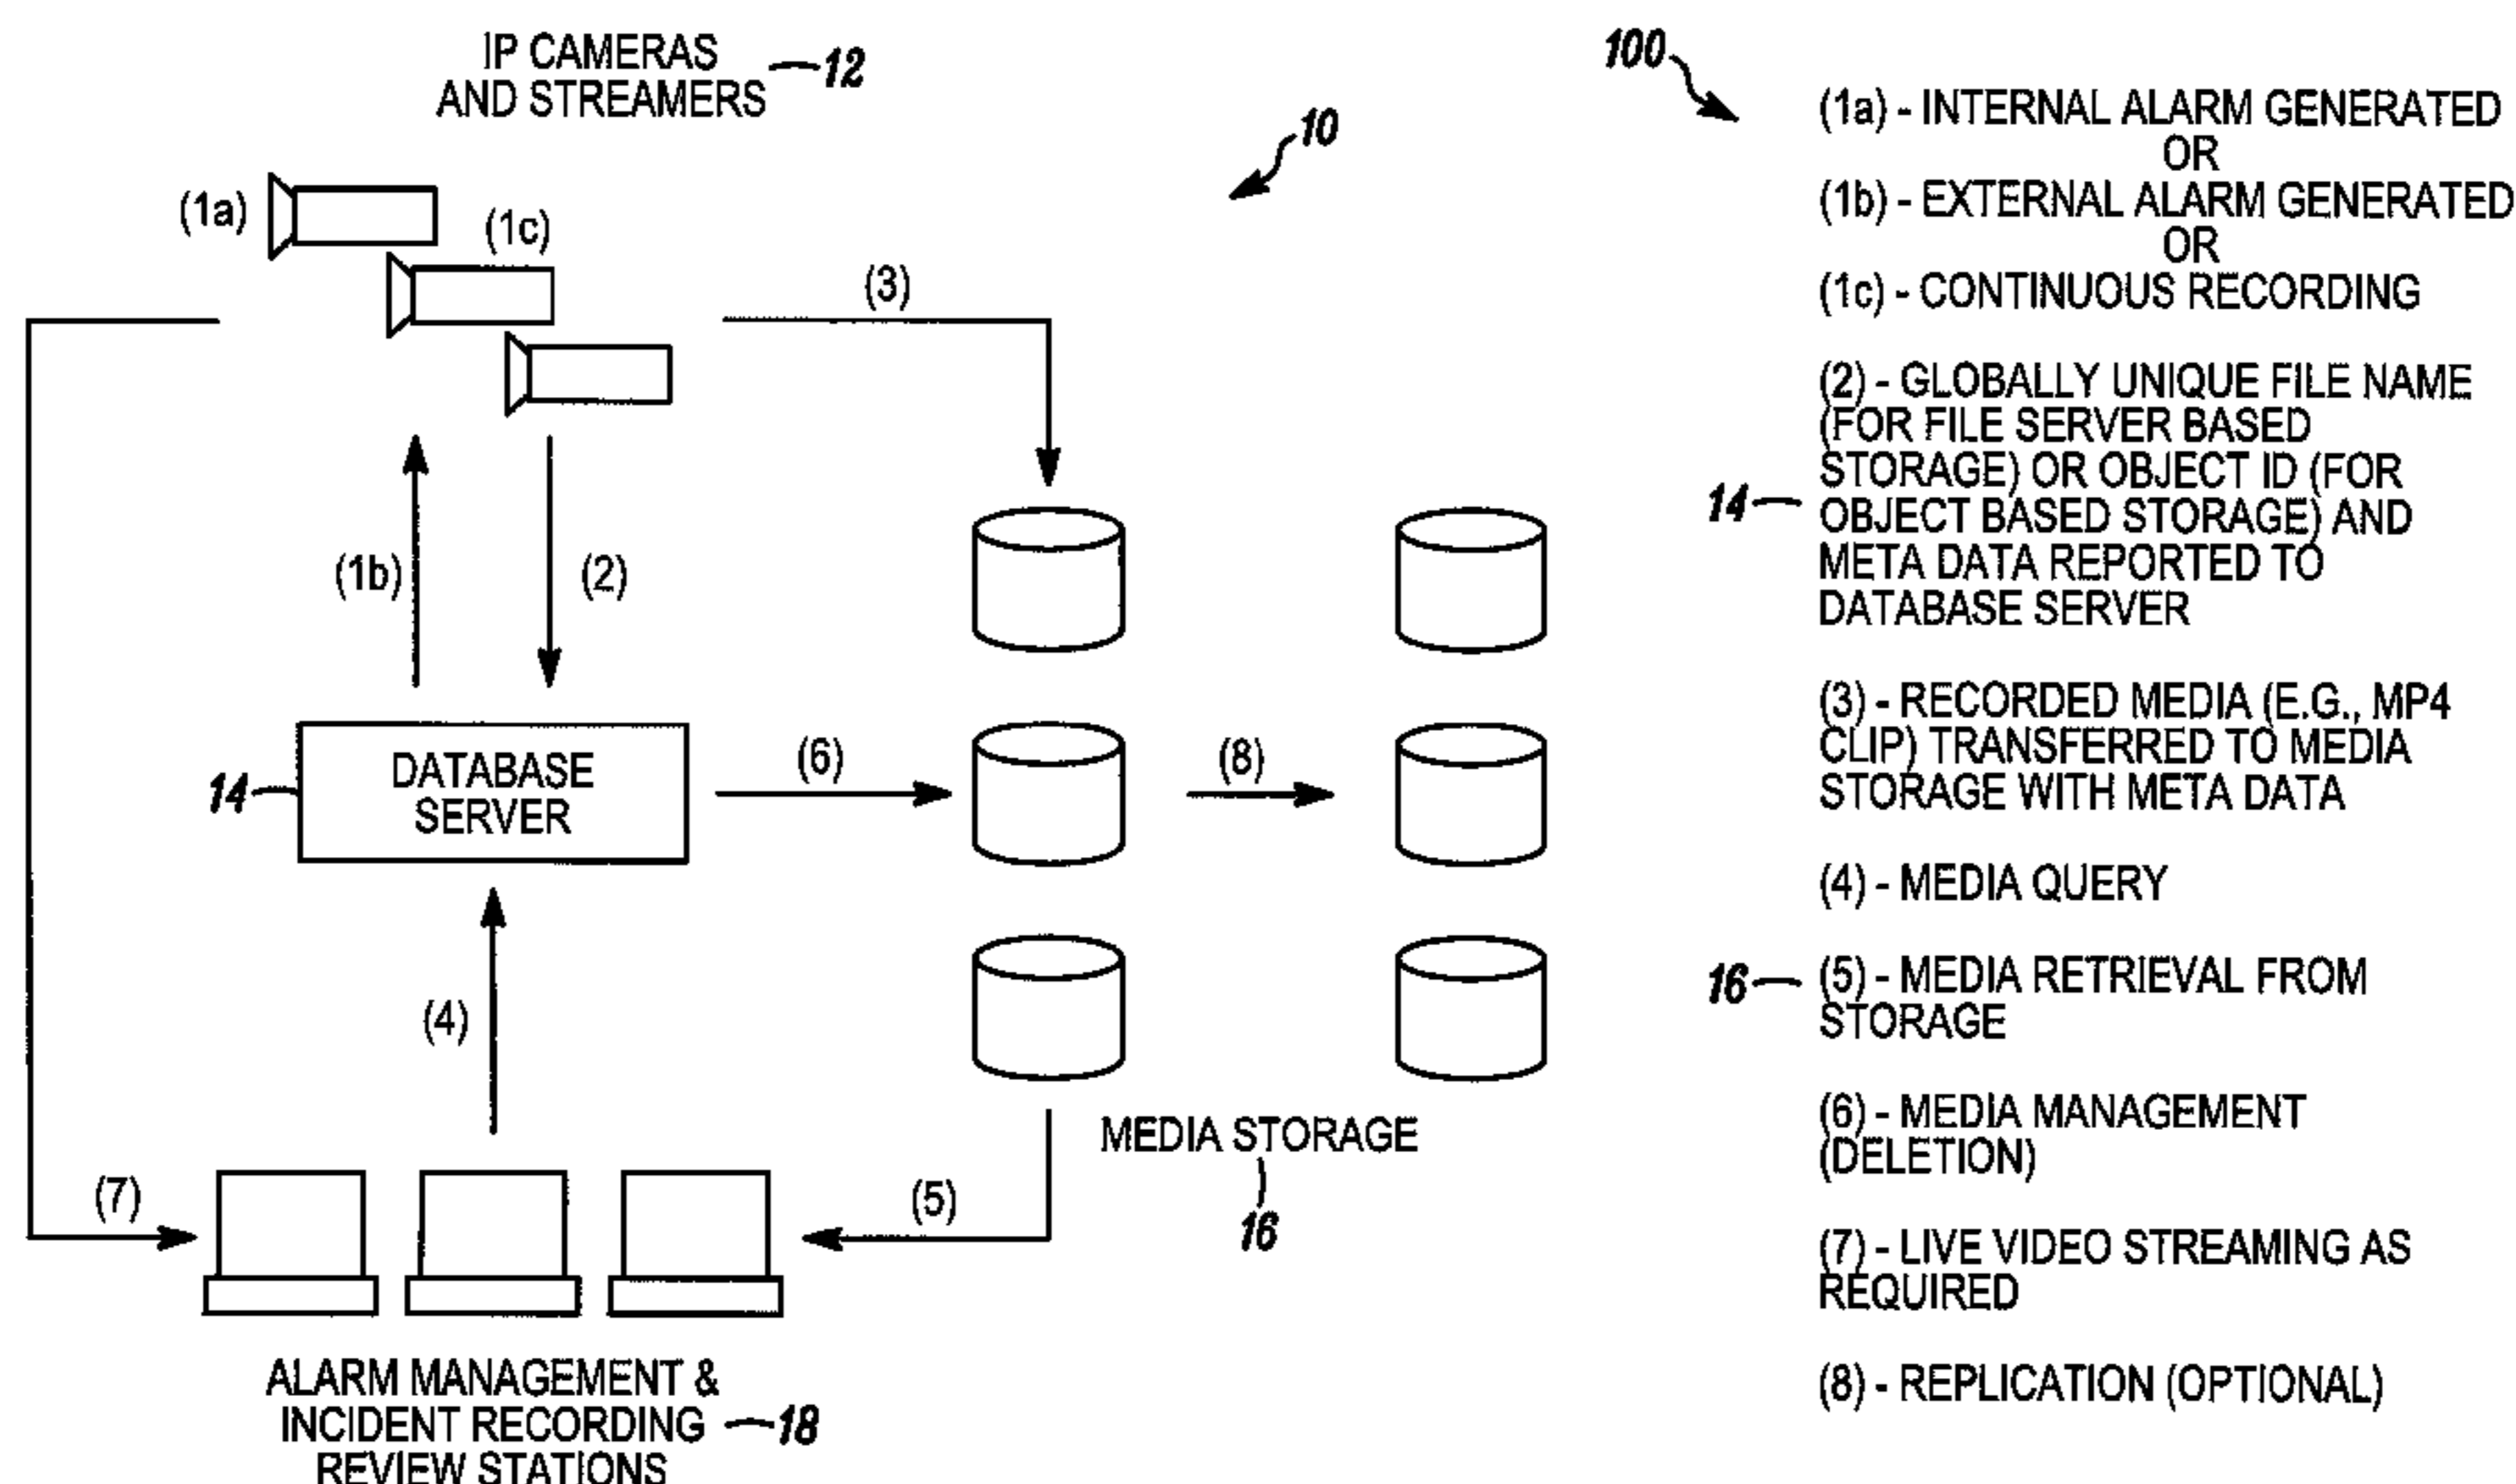 IP CAMERAS
AND STREAMERS
12
10
(1a)
(1c)
(3)
(1b)
(2)
14
DATABASE
SERVER
(6)
(8)
(4)
(7)
(5)
MEDIA STORAGE
16
ALARM MANAGEMENT &
INCIDENT RECORDING
REVIEW STATIONS
18
100
(1a) - INTERNAL ALARM GENERATED
OR
(1b) - EXTERNAL ALARM GENERATED
OR
(1c) - CONTINUOUS RECORDING
(2) - GLOBALLY UNIQUE FILE NAME
(FOR FILE SERVER BASED
STORAGE) OR OBJECT ID (FOR
14
OBJECT BASED STORAGE) AND
META DATA REPORTED TO
DATABASE SERVER
(3) - RECORDED MEDIA (E.G., MP4
CLIP) TRANSFERRED TO MEDIA
STORAGE WITH META DATA
(4) - MEDIA QUERY
16
(5) - MEDIA RETRIEVAL FROM
STORAGE
(6) - MEDIA MANAGEMENT
(DELETION)
(7) - LIVE VIDEO STREAMING AS
REQUIRED
(8) - REPLICATION (OPTIONAL)